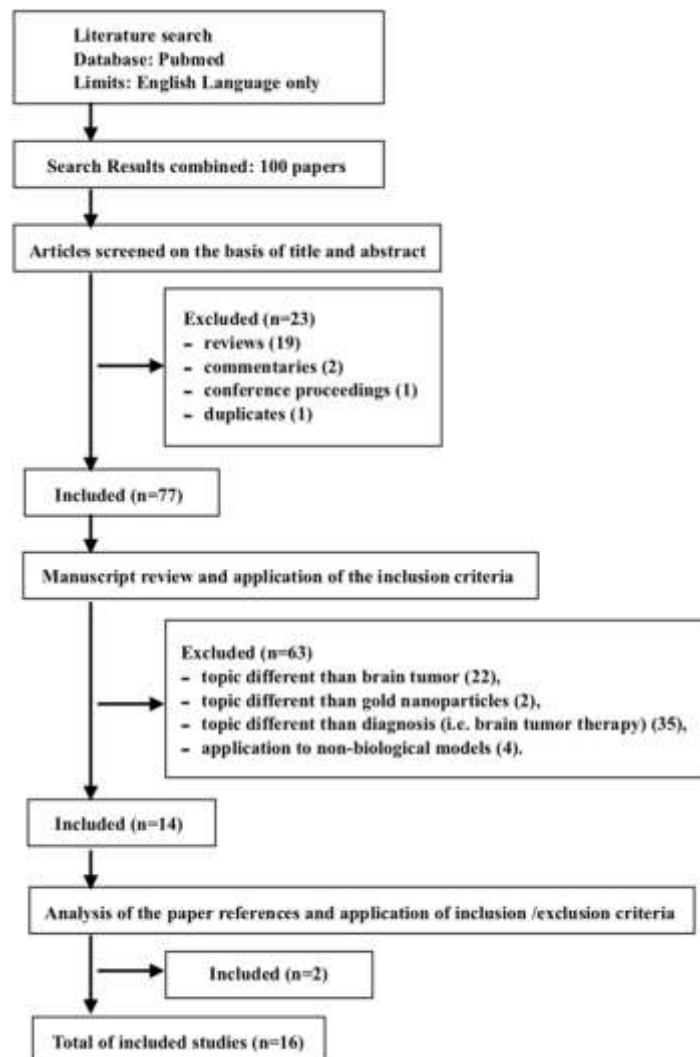 Literature search
Database: Pubmed
Limits: English Language only
Search Results combined: 100 papers
Articles screened on the basis of title and abstract
Excluded (n=23)
- reviews (19)
- commentaries (2)
- conference proceedings (1)
- duplicates (1)
Included (n=77)
Manuscript review and application of the inclusion criteria
Excluded (n=63)
- topic different than brain tumor (22),
- topic different than gold nanoparticles (2),
- topic different than diagnosis (i.e. brain tumor therapy) (35),
- application to non-biological models (4).
Included (n=14)
Analysis of the paper references and application of inclusion /exclusion criteria
Included (n=2)
Total of included studies (n=16)